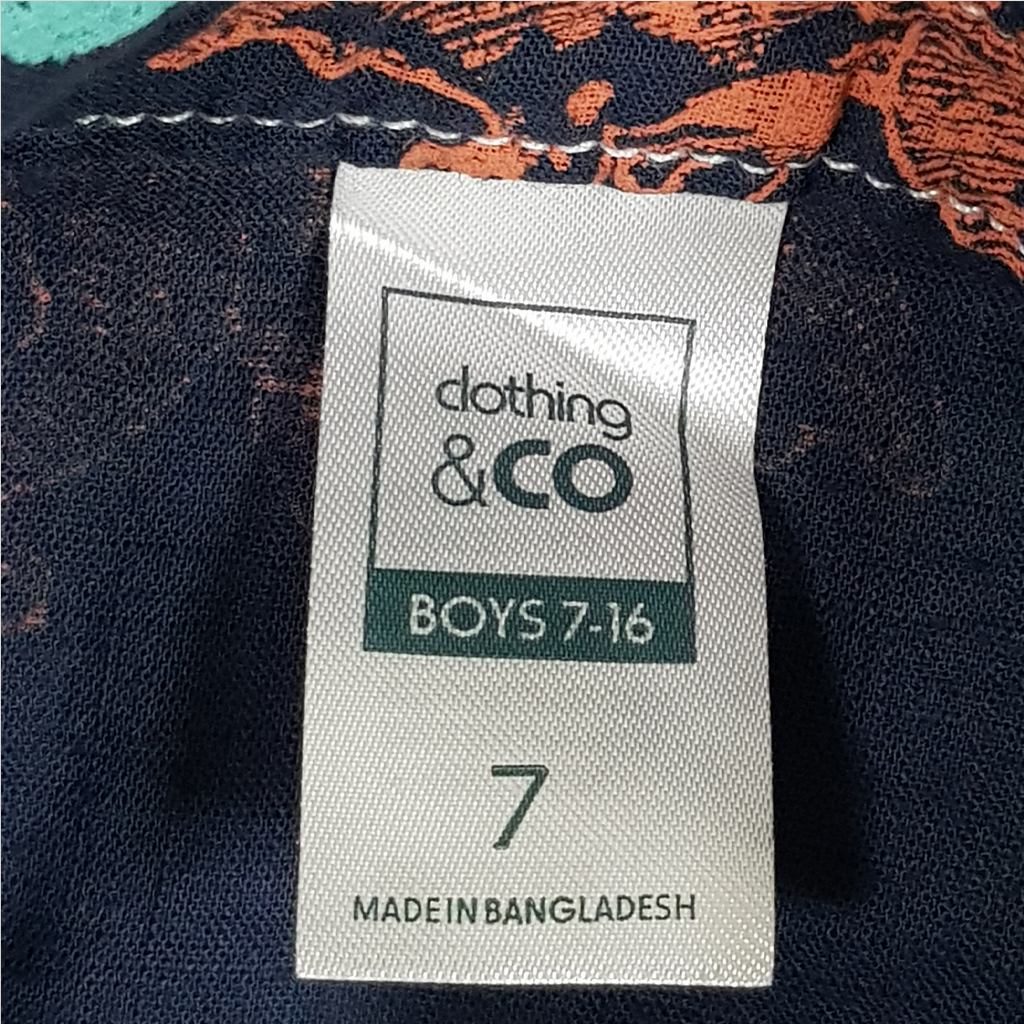 clothing
&CO
BOYS 7-16
7
MADE IN BANGLADESH